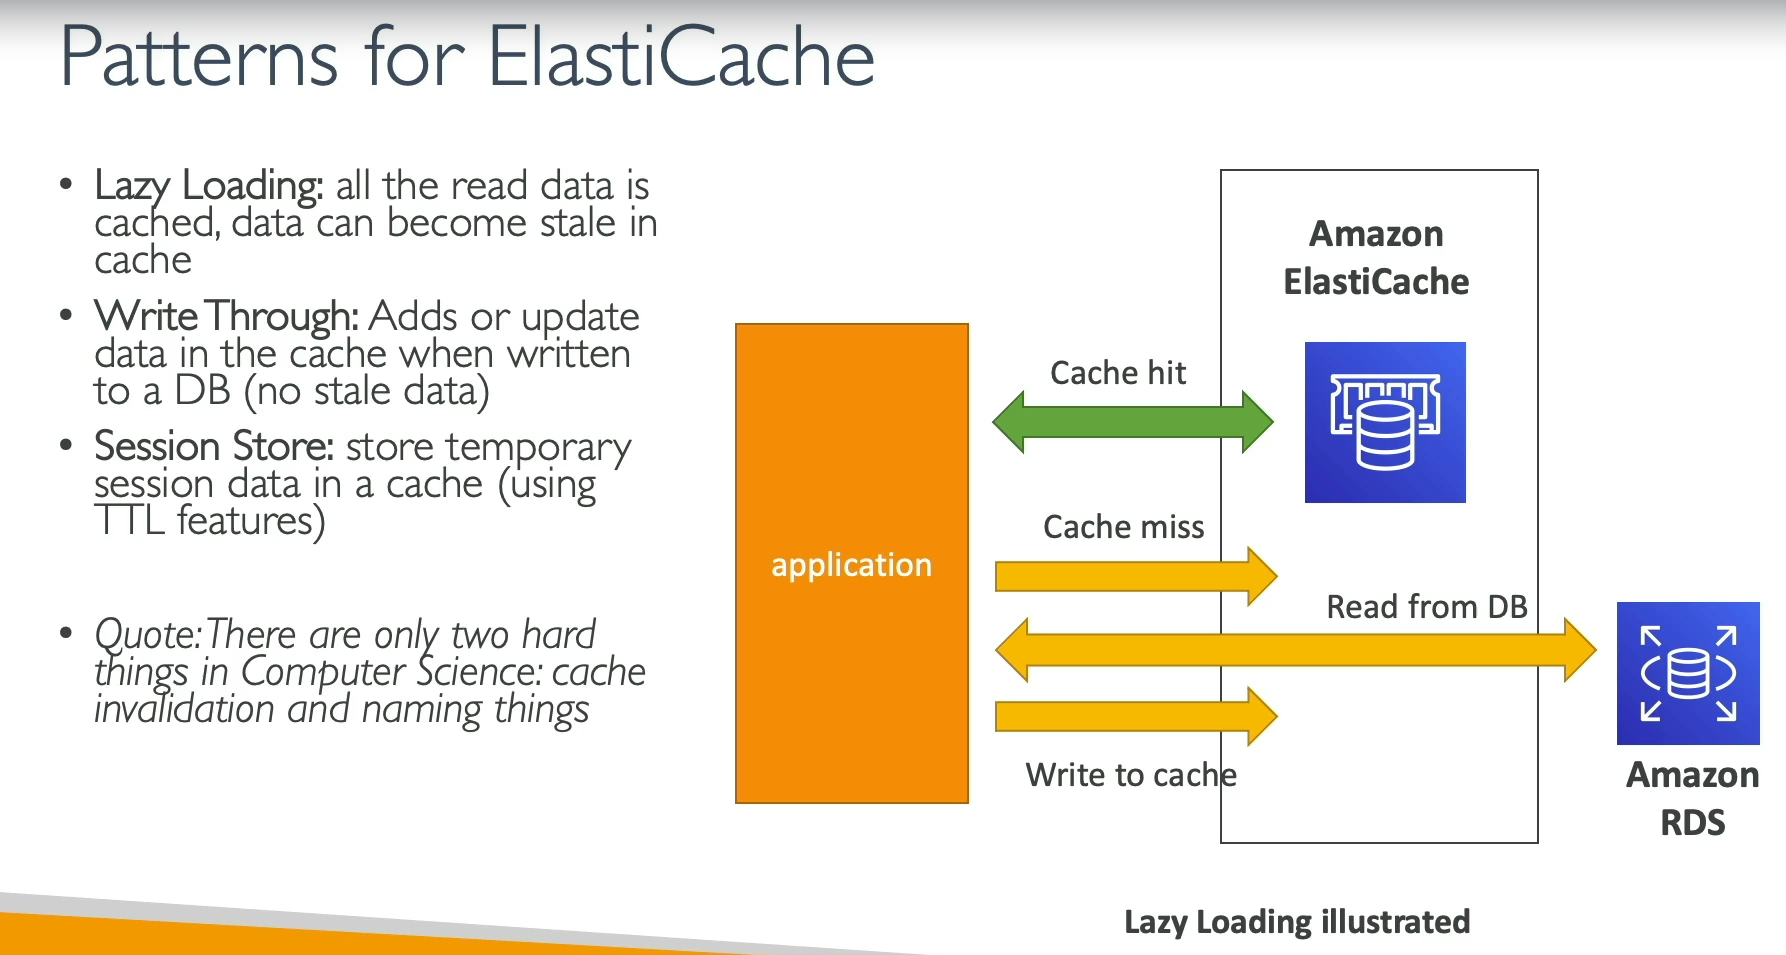 Patterns for ElastiCache
• Lazy Loading: all the read data is
cached, data can become stale in
cache
• Write Through: Adds or update
data in the cache when written
to a DB (no stale data)
• Session Store: store temporary
session data in a cache (using
TTL features)
• Quote: There are only two hard
things in Computer Science: cache
invalidation and naming things
application
Amazon
ElastiCache
Cache hit
Cache miss
Read from DB
Write to cache
Amazon
RDS
Lazy Loading illustrated